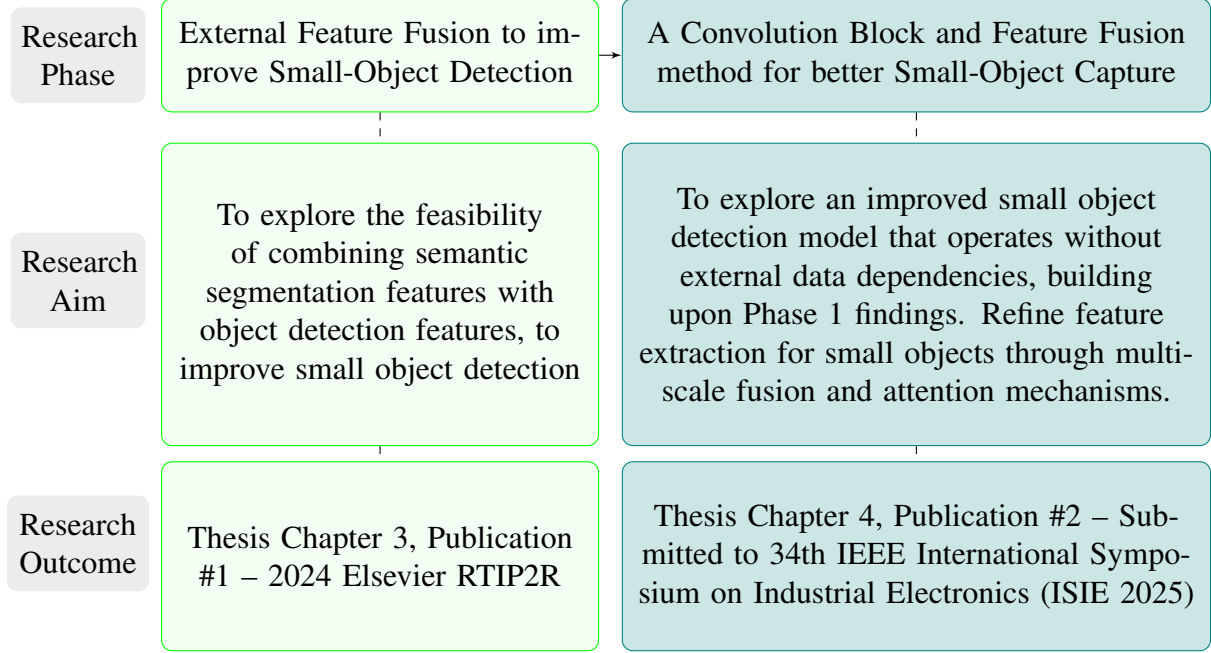 Research
Phase
External Feature Fusion to im-
prove Small-Object Detection
A Convolution Block and Feature Fusion
method for better Small-Object Capture
Research
Aim
To explore the feasibility
of combining semantic
segmentation features with
object detection features, to
improve small object detection
To explore an improved small object
detection model that operates without
external data dependencies, building
upon Phase 1 findings. Refine feature
extraction for small objects through multi-
scale fusion and attention mechanisms.
Research
Outcome
Thesis Chapter 3, Publication
#1 – 2024 Elsevier RTIP2R
Thesis Chapter 4, Publication #2 – Sub-
mitted to 34th IEEE International Sympo-
sium on Industrial Electronics (ISIE 2025)